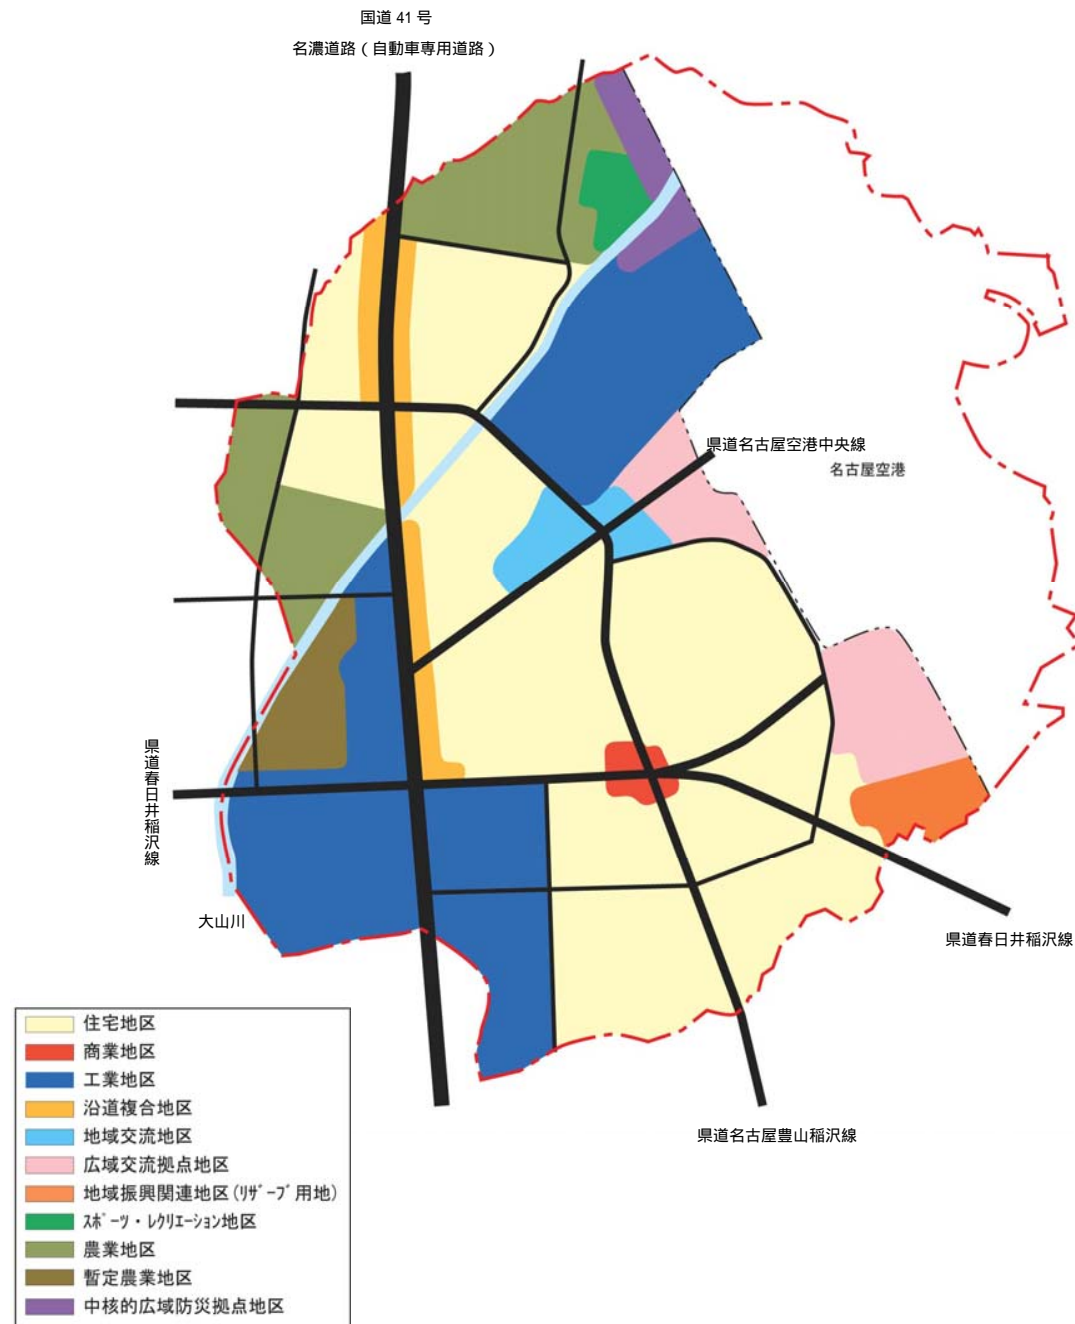 国道 41 号
名濃道路（自動車専用道路）
県道名古屋空港中央線
名古屋空港
県道春日井稲沢線
大山川
県道春日井稲沢線
県道名古屋豊山稲沢線
住宅地区
商業地区
工業地区
沿道複合地区
地域交流地区
広域交流拠点地区
地域振興関連地区(ﾘｻﾞｰﾌﾞ用地)
ｽﾎﾟｰﾂ・ﾚｸﾘｴｰｼｮﾝ地区
農業地区
暫定農業地区
中核的広域防災拠点地区